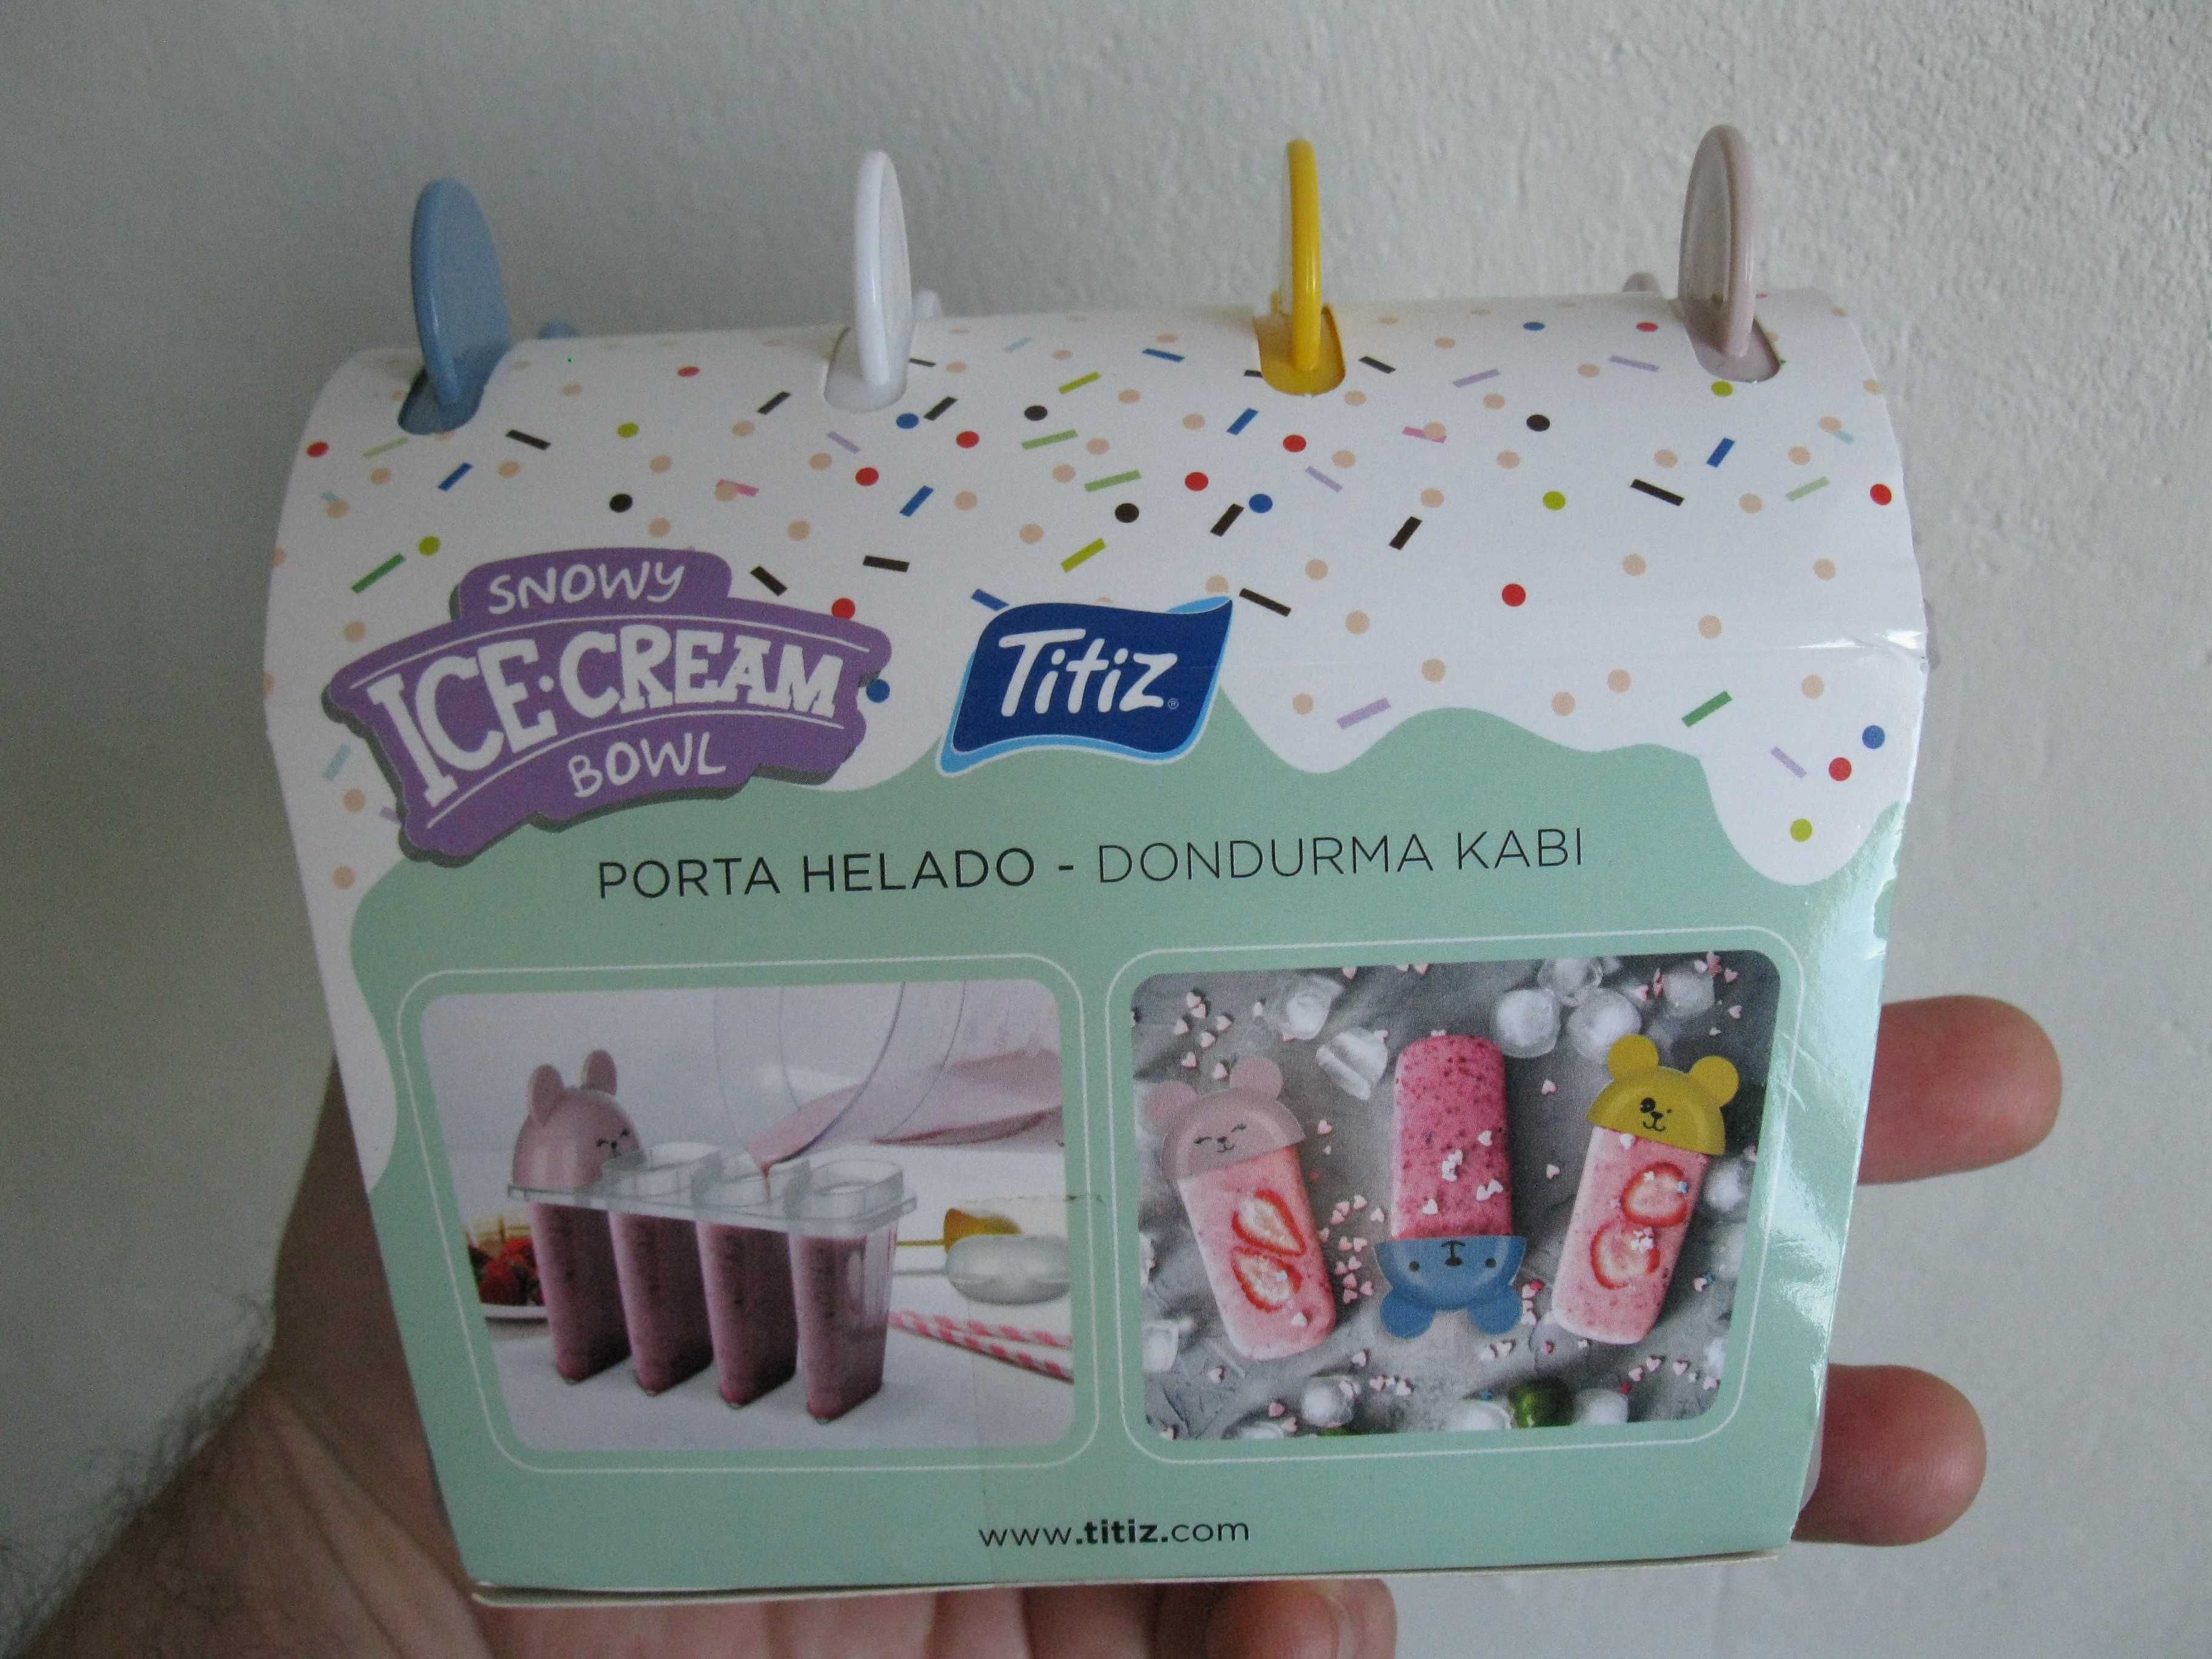 SNOWY
ICE·CREAM
BOWL
Titiz®
PORTA HELADO - DONDURMA KABI
www.titiz.com